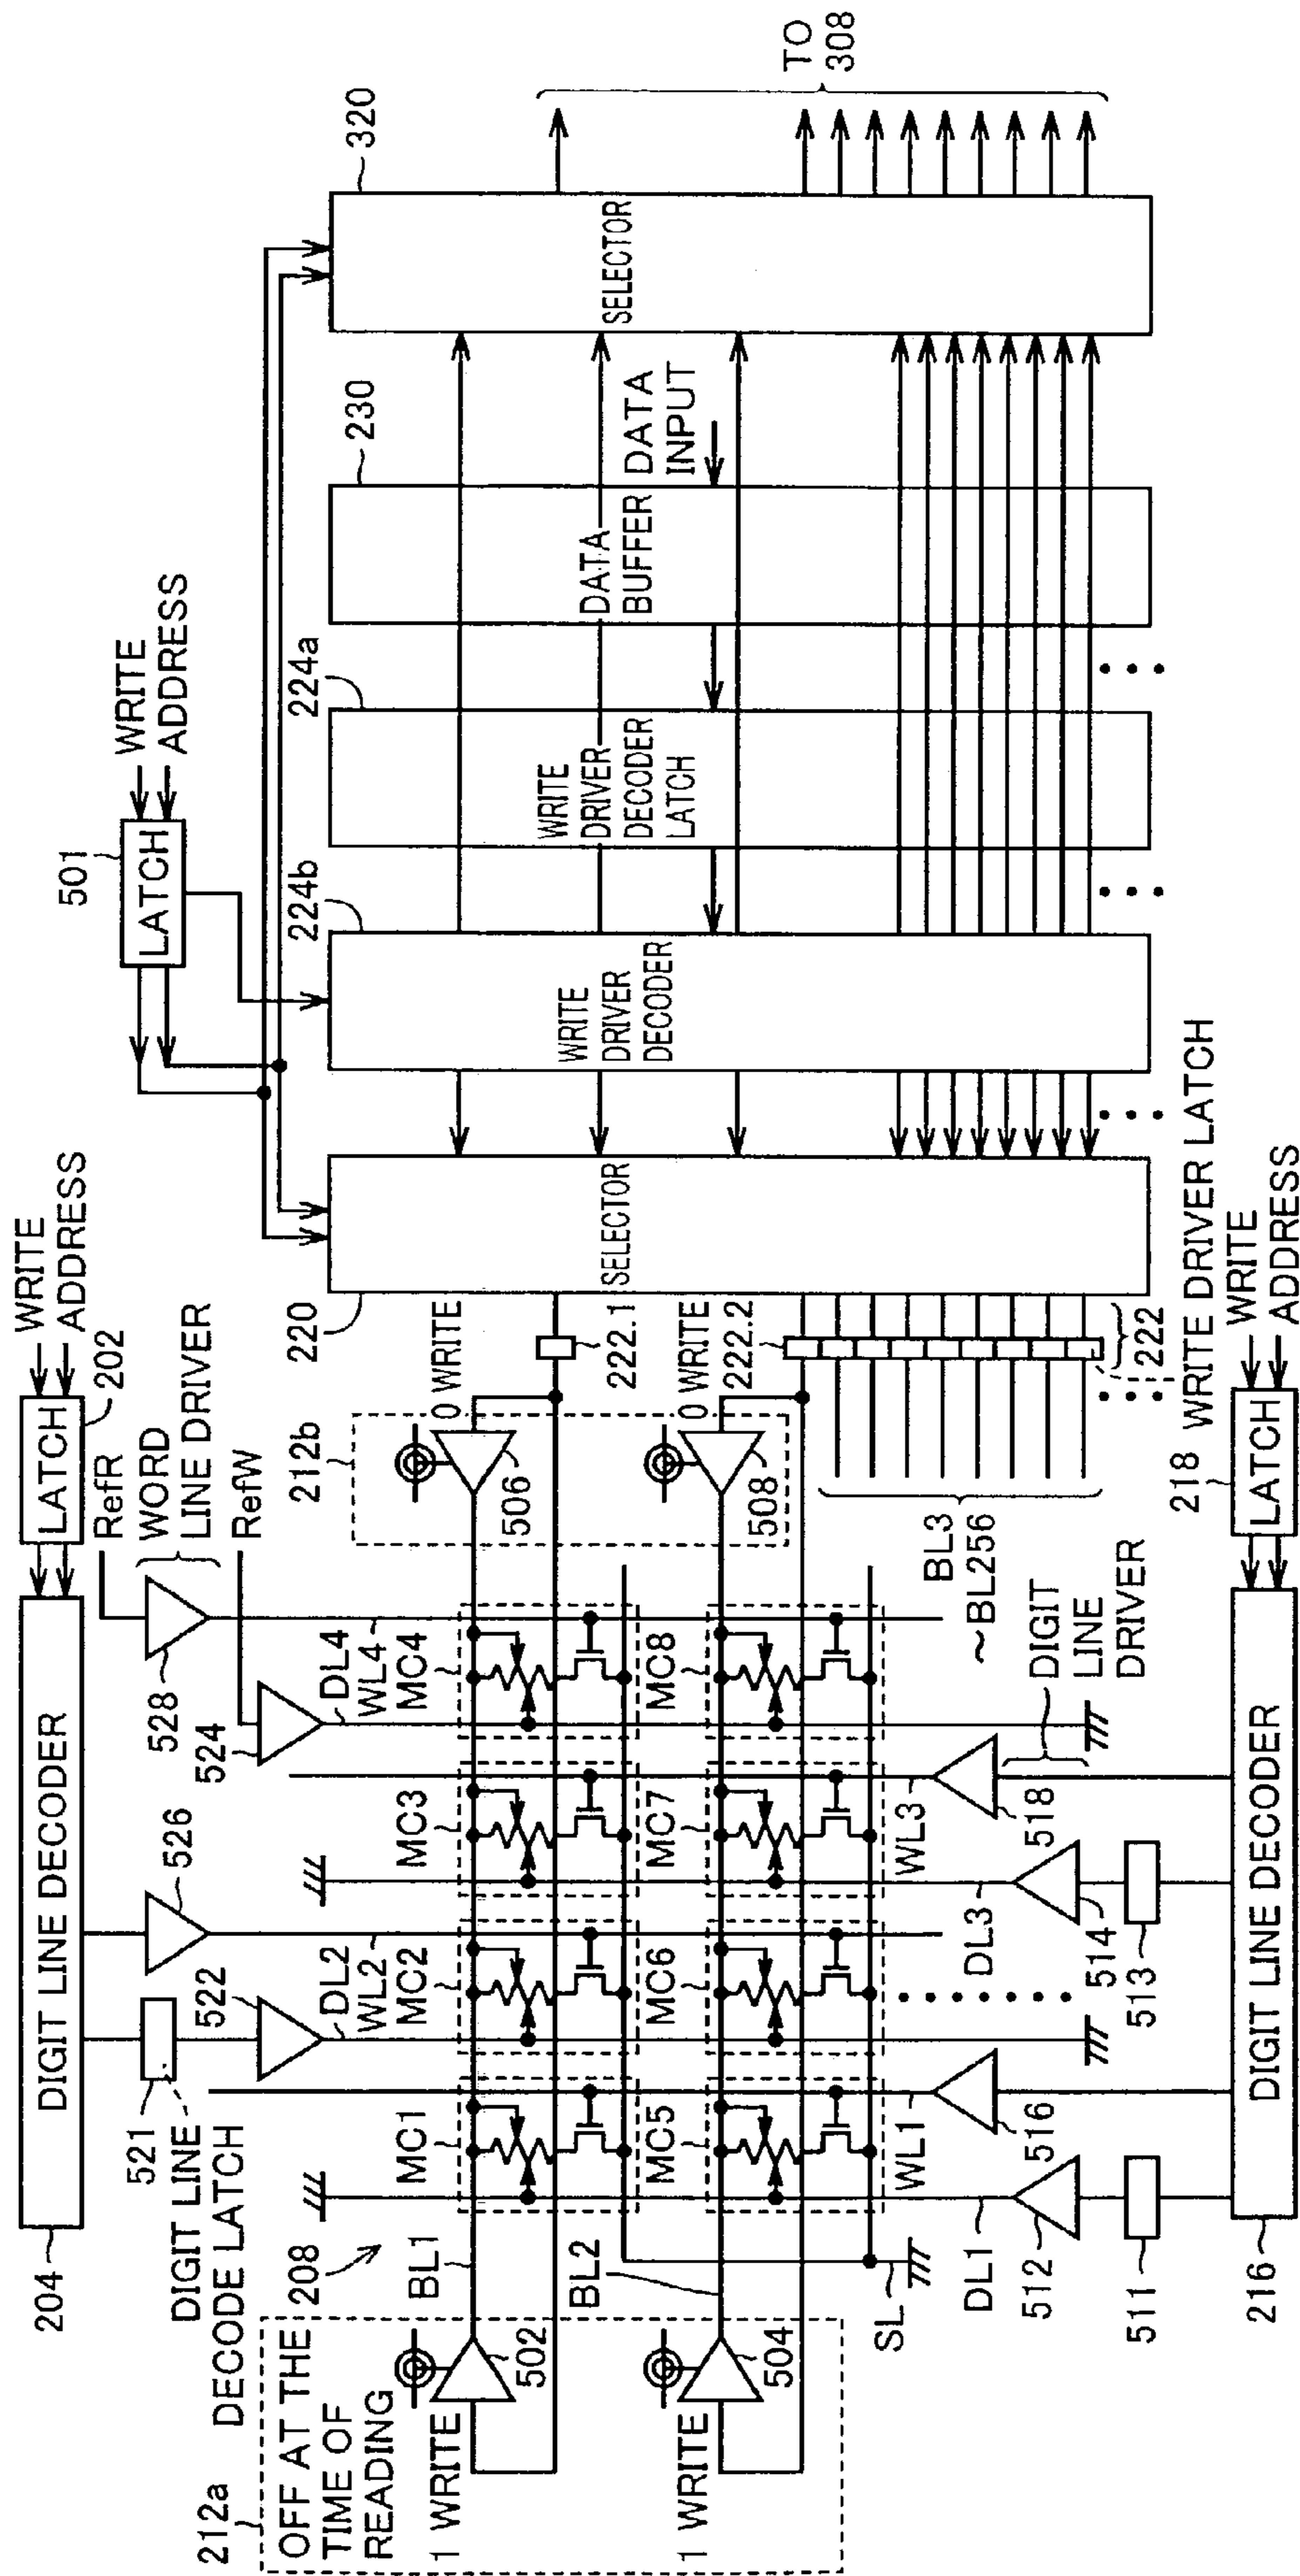 212a
OFF AT THE
TIME OF
READING
1 WRITE
502
1 WRITE
504
204
DIGIT LINE DECODER
LATCH
202
WRITE
ADDRESS
DIGIT LINE
DECODE LATCH
521
522
526
524
528
RefR
WORD
LINE DRIVER
RefW
208
BL1
BL2
SL
DL2
WL2
DL4
WL4
MC1
MC2
MC3
MC4
MC5
MC6
MC7
MC8
WL1
WL3
DL1
DL3
512
516
514
518
511
513
DIGIT
LINE
DRIVER
216
DIGIT LINE DECODER
218
LATCH
WRITE
ADDRESS
212b
0 WRITE
506
0 WRITE
508
222.1
222.2
222
WRITE DRIVER LATCH
BL3
~BL256
220
SELECTOR
501
LATCH
WRITE
ADDRESS
224b
WRITE
DRIVER
DECODER
224a
WRITE
DRIVER
DECODER
LATCH
230
DATA
BUFFER
DATA
INPUT
320
SELECTOR
TO
308